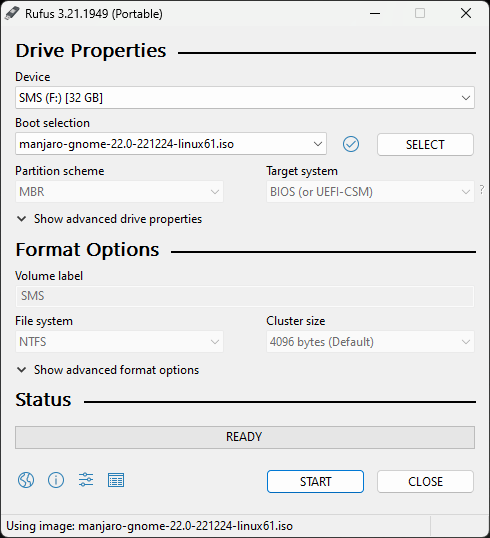 Rufus 3.21.1949 (Portable)
Drive Properties
Device
SMS (F:) [32 GB]
Boot selection
manjaro-gnome-22.0-221224-linux61.iso
SELECT
Partition scheme
Target system
MBR
BIOS (or UEFI-CSM)
?
Show advanced drive properties
Format Options
Volume label
SMS
File system
Cluster size
NTFS
4096 bytes (Default)
Show advanced format options
Status
READY
START
CLOSE
Using image: manjaro-gnome-22.0-221224-linux61.iso